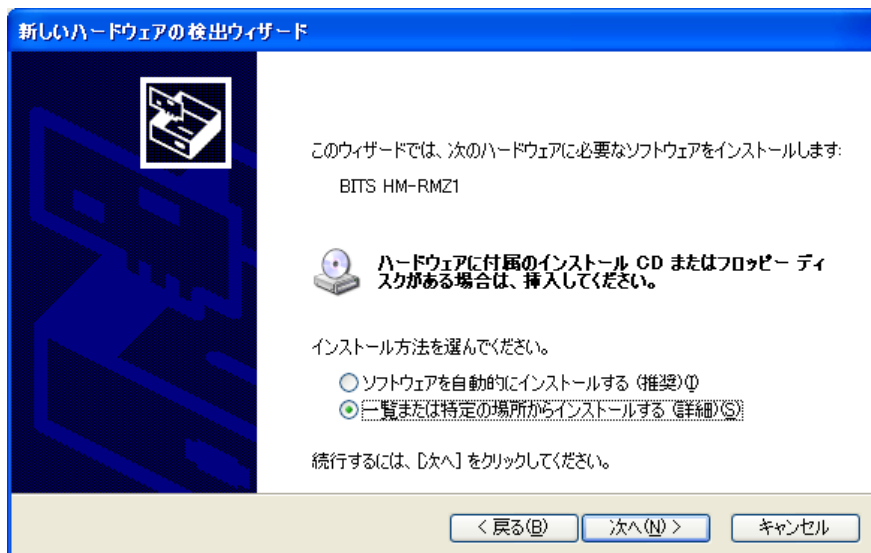 新しいハードウェアの検出ウィザード
このウィザードでは、次のハードウェアに必要なソフトウェアをインストールします:
BITS HM-RMZ1
ハードウェアに付属のインストール CD またはフロッピー ディ
スクがある場合は、挿入してください。
インストール方法を選んでください。
ソフトウェアを自動的にインストールする (推奨)(I)
一覧または特定の場所からインストールする (詳細)(S)
続行するには、[次へ] をクリックしてください。
< 戻る(B)
次へ(N) >
キャンセル